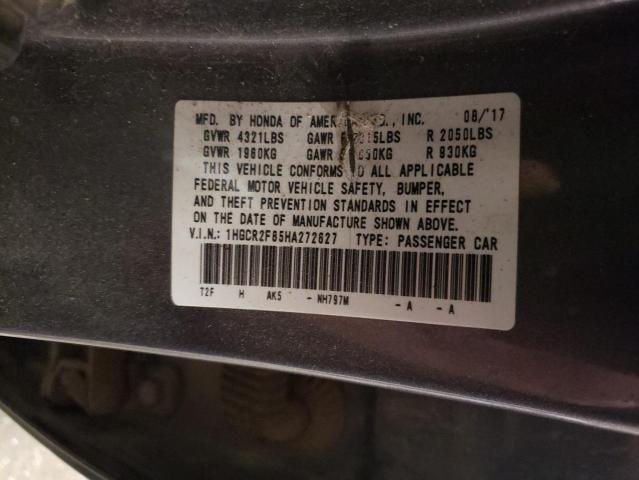 MFD. BY HONDA OF AMER , INC. 08/'17
GVWR 4321LBS GAWR R 2050LBS
GVWR 1960KG GAWR R 930KG
THIS VEHICLE CONFORMS TO ALL APPLICABLE
FEDERAL MOTOR VEHICLE SAFETY, BUMPER,
AND THEFT PREVENTION STANDARDS IN EFFECT
ON THE DATE OF MANUFACTURE SHOWN ABOVE.
V.I.N.: 1HGCR2F65HA272627 TYPE: PASSENGER CAR
T2F H AK5 - NH797M - A - A